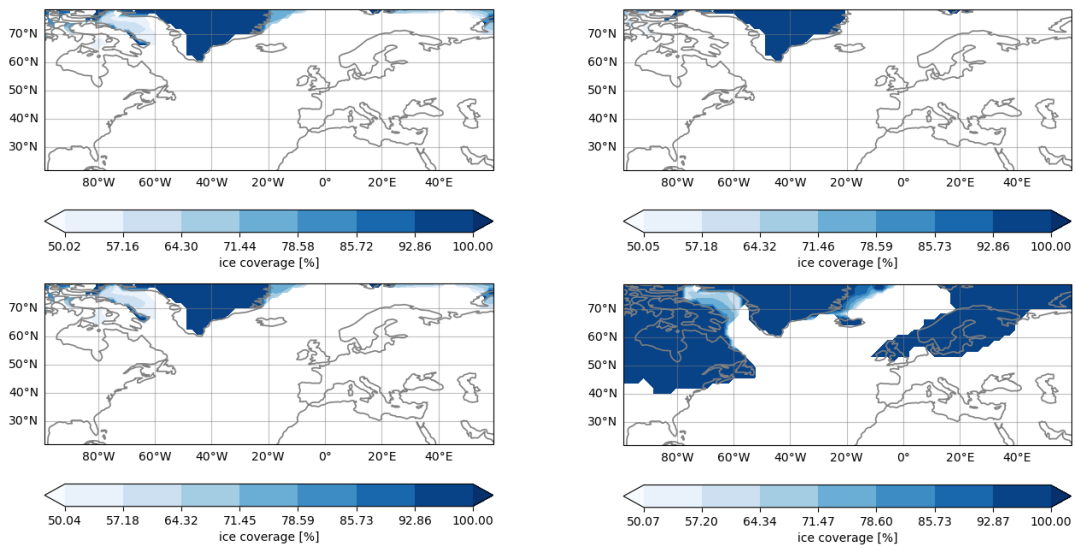 70°N
60°N
50°N
40°N
30°N
80°W 60°W 40°W 20°W 0° 20°E 40°E
50.02 57.16 64.30 71.44 78.58 85.72 92.86 100.00
ice coverage [%]
70°N
60°N
50°N
40°N
30°N
80°W 60°W 40°W 20°W 0° 20°E 40°E
50.05 57.18 64.32 71.46 78.59 85.73 92.86 100.00
ice coverage [%]
70°N
60°N
50°N
40°N
30°N
80°W 60°W 40°W 20°W 0° 20°E 40°E
50.04 57.18 64.32 71.45 78.59 85.73 92.86 100.00
ice coverage [%]
70°N
60°N
50°N
40°N
30°N
80°W 60°W 40°W 20°W 0° 20°E 40°E
50.07 57.20 64.34 71.47 78.60 85.73 92.87 100.00
ice coverage [%]